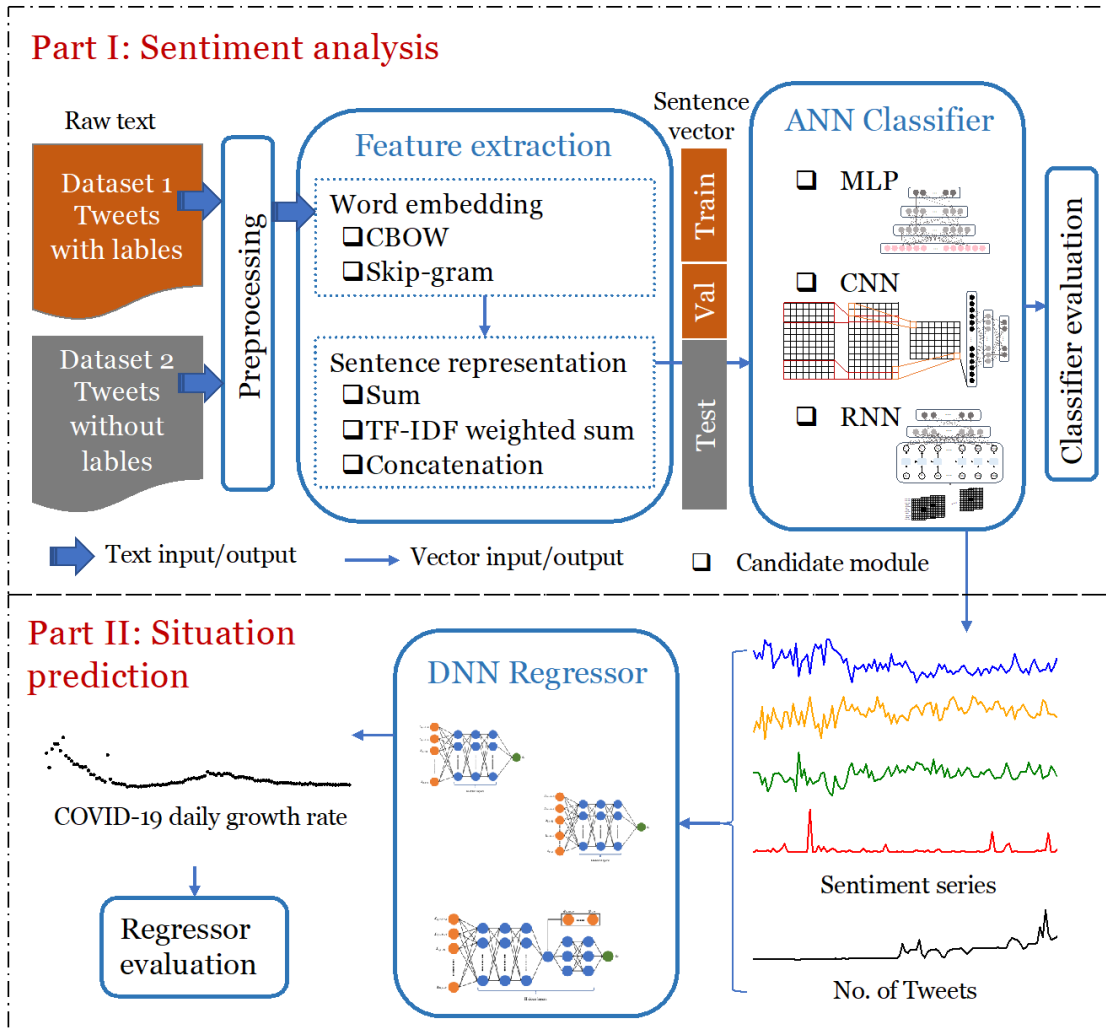 Part I: Sentiment analysis
Raw text
Dataset 1
Tweets
with lables
Dataset 2
Tweets
without
lables
Preprocessing
Feature extraction
Word embedding
❑CBOW
❑Skip-gram
Sentence representation
❑Sum
❑TF-IDF weighted sum
❑Concatenation
Sentence
vector
Train
Val
Test
ANN Classifier
❑ MLP
❑ CNN
❑ RNN
Classifier evaluation
Text input/output
Vector input/output
❑ Candidate module
Part II: Situation
prediction
DNN Regressor
COVID-19 daily growth rate
Regressor
evaluation
Sentiment series
No. of Tweets